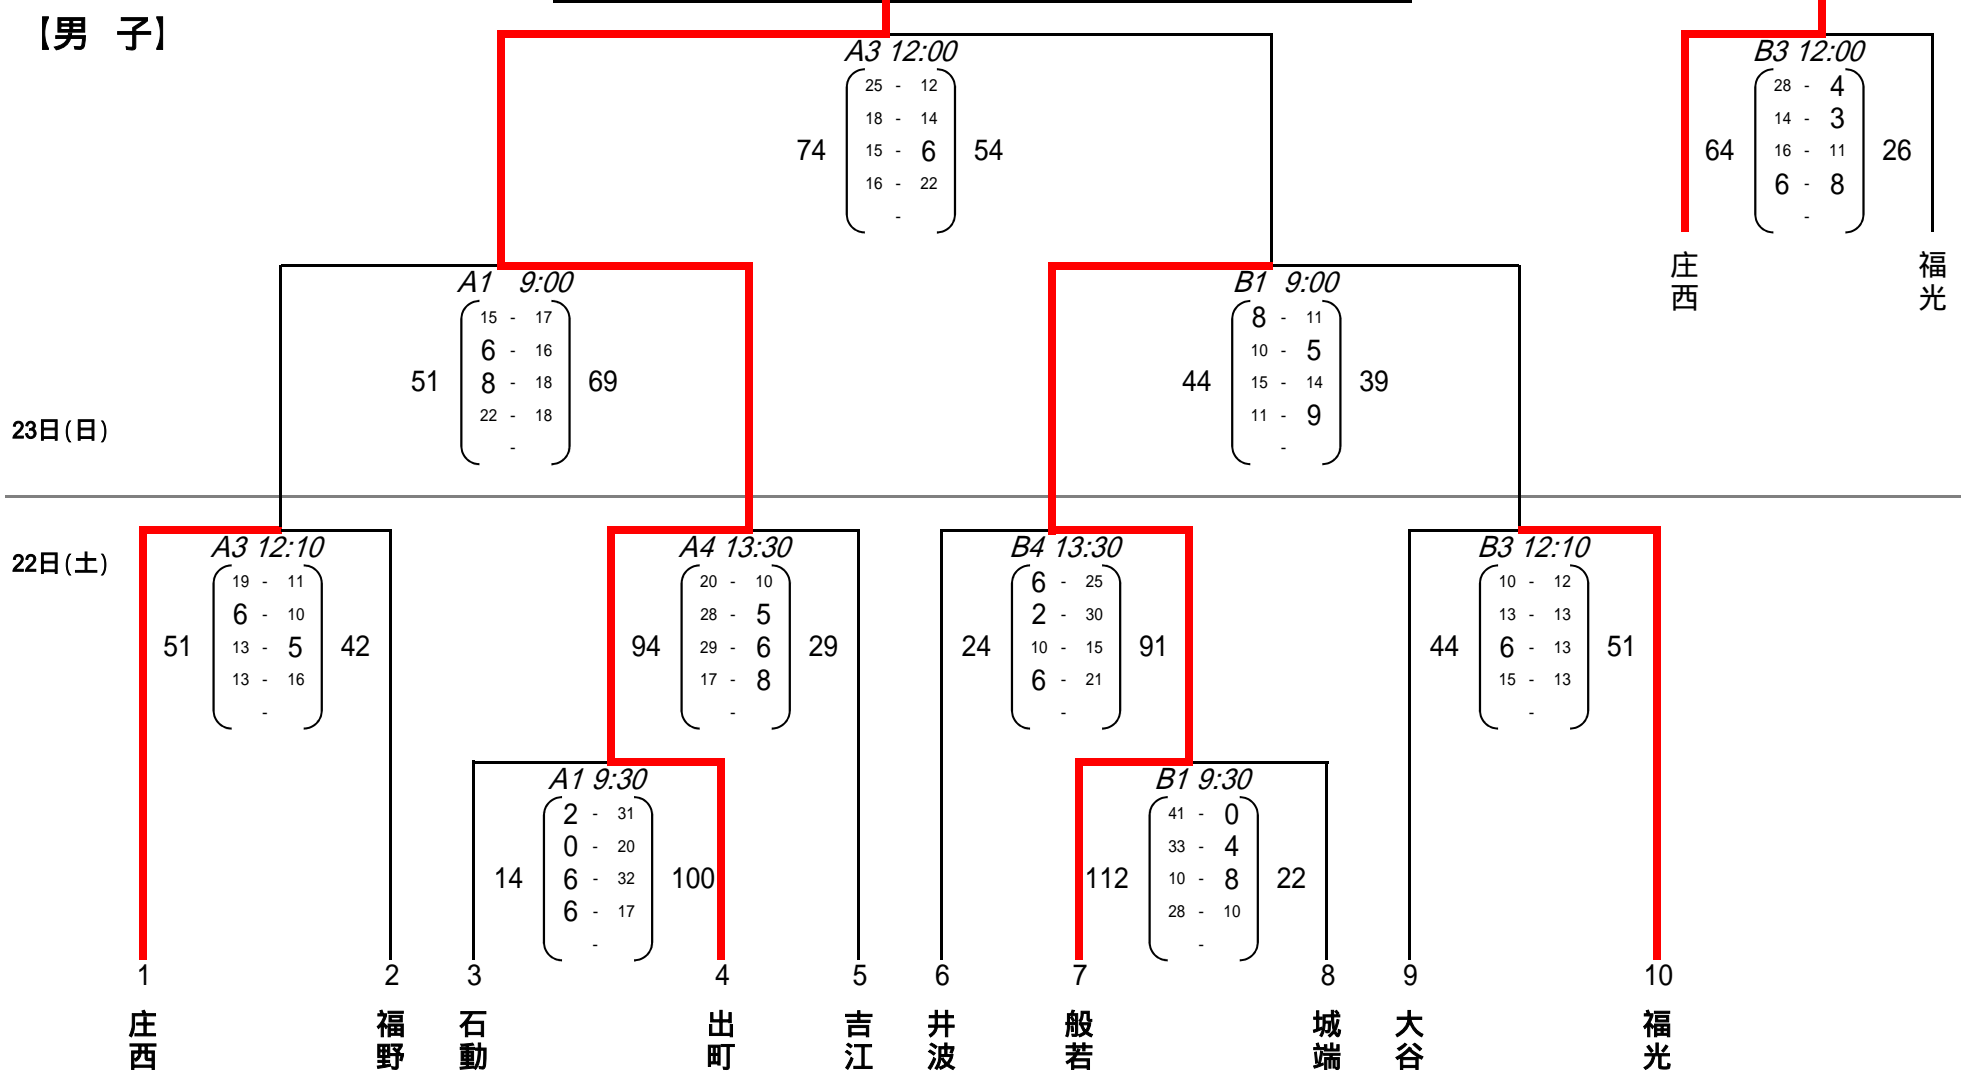 【男 子】
A3 12:00
25 - 12
18 - 14
74 15 - 6 54
16 - 22
-
B3 12:00
28 - 4
14 - 3
64 16 - 11 26
6 - 8
-
庄西
福光
A1 9:00
15 - 17
6 - 16
51 8 - 18 69
22 - 18
-
B1 9:00
8 - 11
10 - 5
44 15 - 14 39
11 - 9
-
23日(日)
22日(土)
A3 12:10
19 - 11
6 - 10
51 13 - 5 42
13 - 16
-
A4 13:30
20 - 10
28 - 5
94 29 - 6 29
17 - 8
-
B4 13:30
6 - 25
2 - 30
24 10 - 15 91
6 - 21
-
B3 12:10
10 - 12
13 - 13
44 6 - 13 51
15 - 13
-
A1 9:30
2 - 31
0 - 20
14 6 - 32 100
6 - 17
-
B1 9:30
41 - 0
33 - 4
112 10 - 8 22
28 - 10
-
1 2 3 4 5 6 7 8 9 10
庄西
福野
石動
出町
吉江
井波
般若
城端
大谷
福光